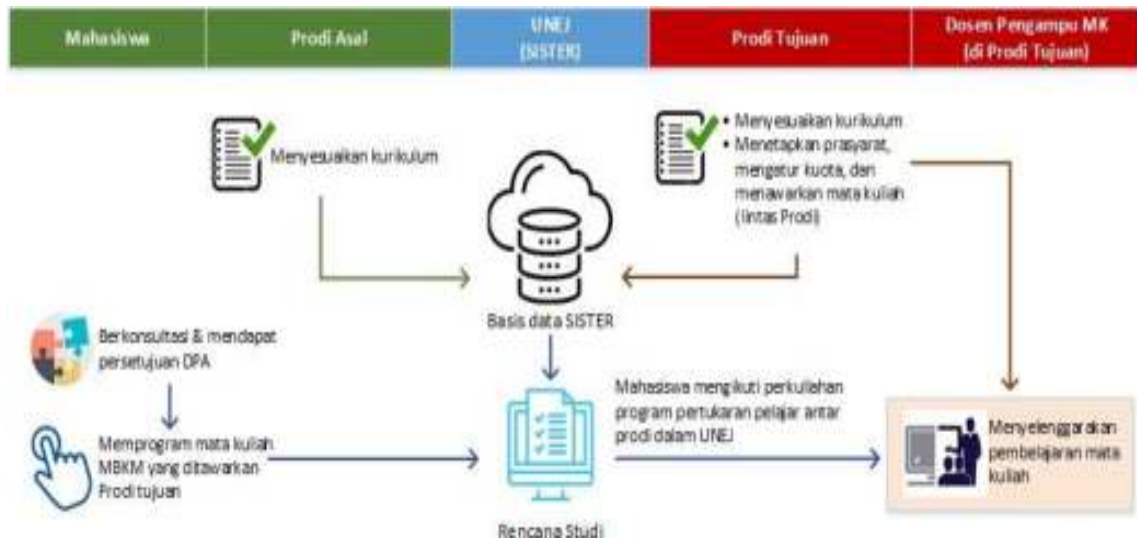 Mahasiswa
Prodi Asal
UNEJ
(SISTER)
Prodi Tujuan
Dosen Pengampu MK
(di Prodi Tujuan)
Menyesuaikan kurikulum
• Menyesuaikan kurikulum
• Menetapkan prasyarat,
mengatur kuota, dan
menawarkan mata kuliah
(lintas Prodi)
Basis data SISTER
Berkonsultasi & mendapat
persetujuan DPA
Mahasiswa mengikuti perkuliahan
program pertukaran pelajar antar
prodi dalam UNEJ
Memprogram mata kuliah
MBKM yang ditawarkan
Prodi tujuan
Menyelenggarakan
pembelajaran mata
kuliah
Rencana Studi